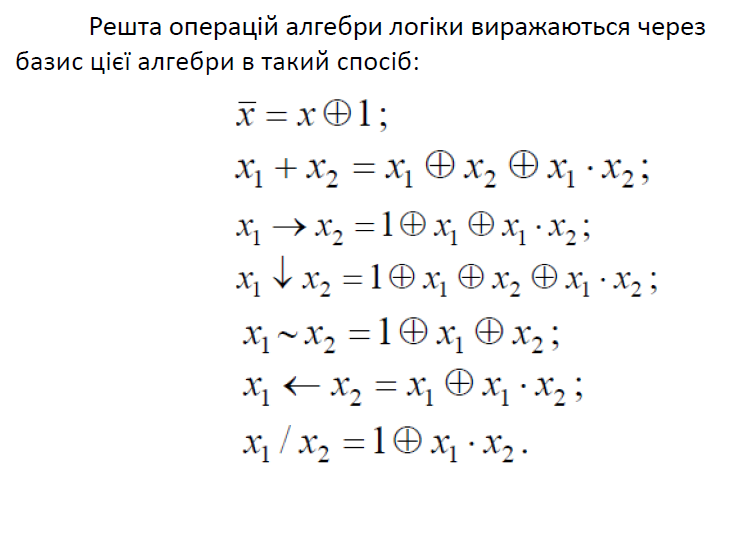 Решта операцій алгебри логіки виражаються через
базис цієї алгебри в такий спосіб:
x̅ = x ⊕ 1 ;
x₁ + x₂ = x₁ ⊕ x₂ ⊕ x₁ · x₂ ;
x₁ → x₂ = 1 ⊕ x₁ ⊕ x₁ · x₂ ;
x₁ ↓ x₂ = 1 ⊕ x₁ ⊕ x₂ ⊕ x₁ · x₂ ;
x₁ ~ x₂ = 1 ⊕ x₁ ⊕ x₂ ;
x₁ ← x₂ = x₁ ⊕ x₁ · x₂ ;
x₁ / x₂ = 1 ⊕ x₁ · x₂ .